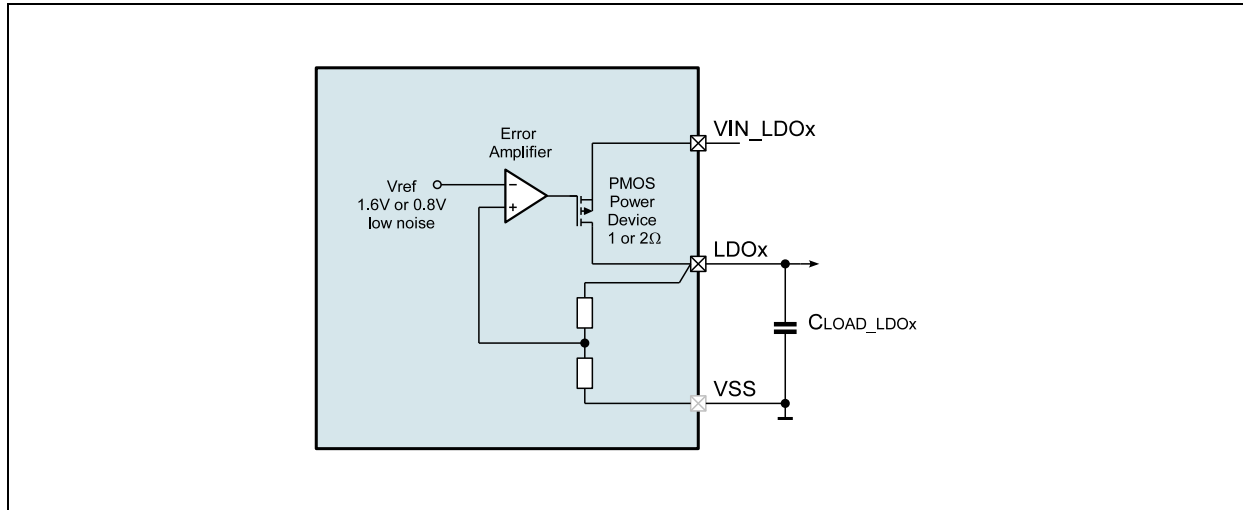 Error
Amplifier
Vref
1.6V or 0.8V
low noise
−
+
PMOS
Power
Device
1 or 2Ω
VIN_LDOx
LDOx
CLOAD_LDOx
VSS